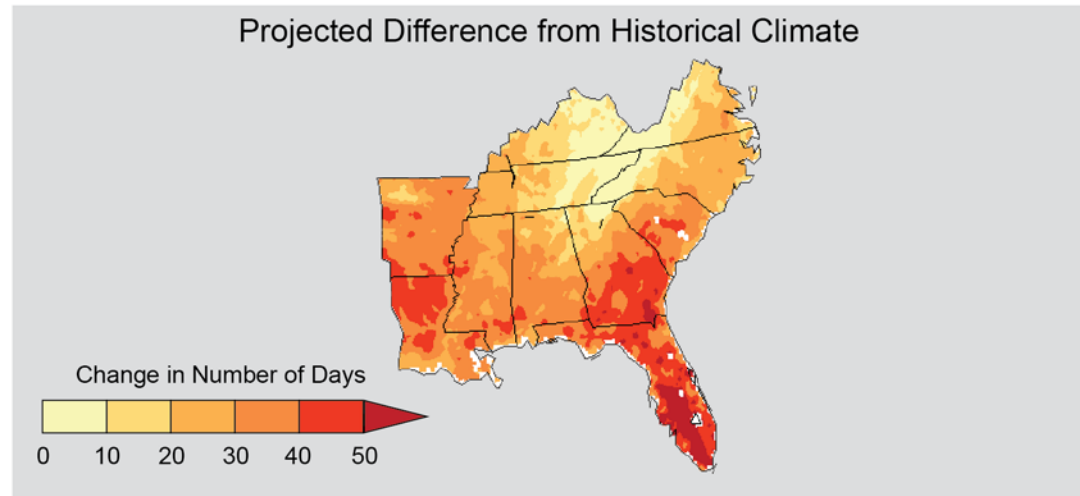 Projected Difference from Historical Climate
Change in Number of Days
0 10 20 30 40 50